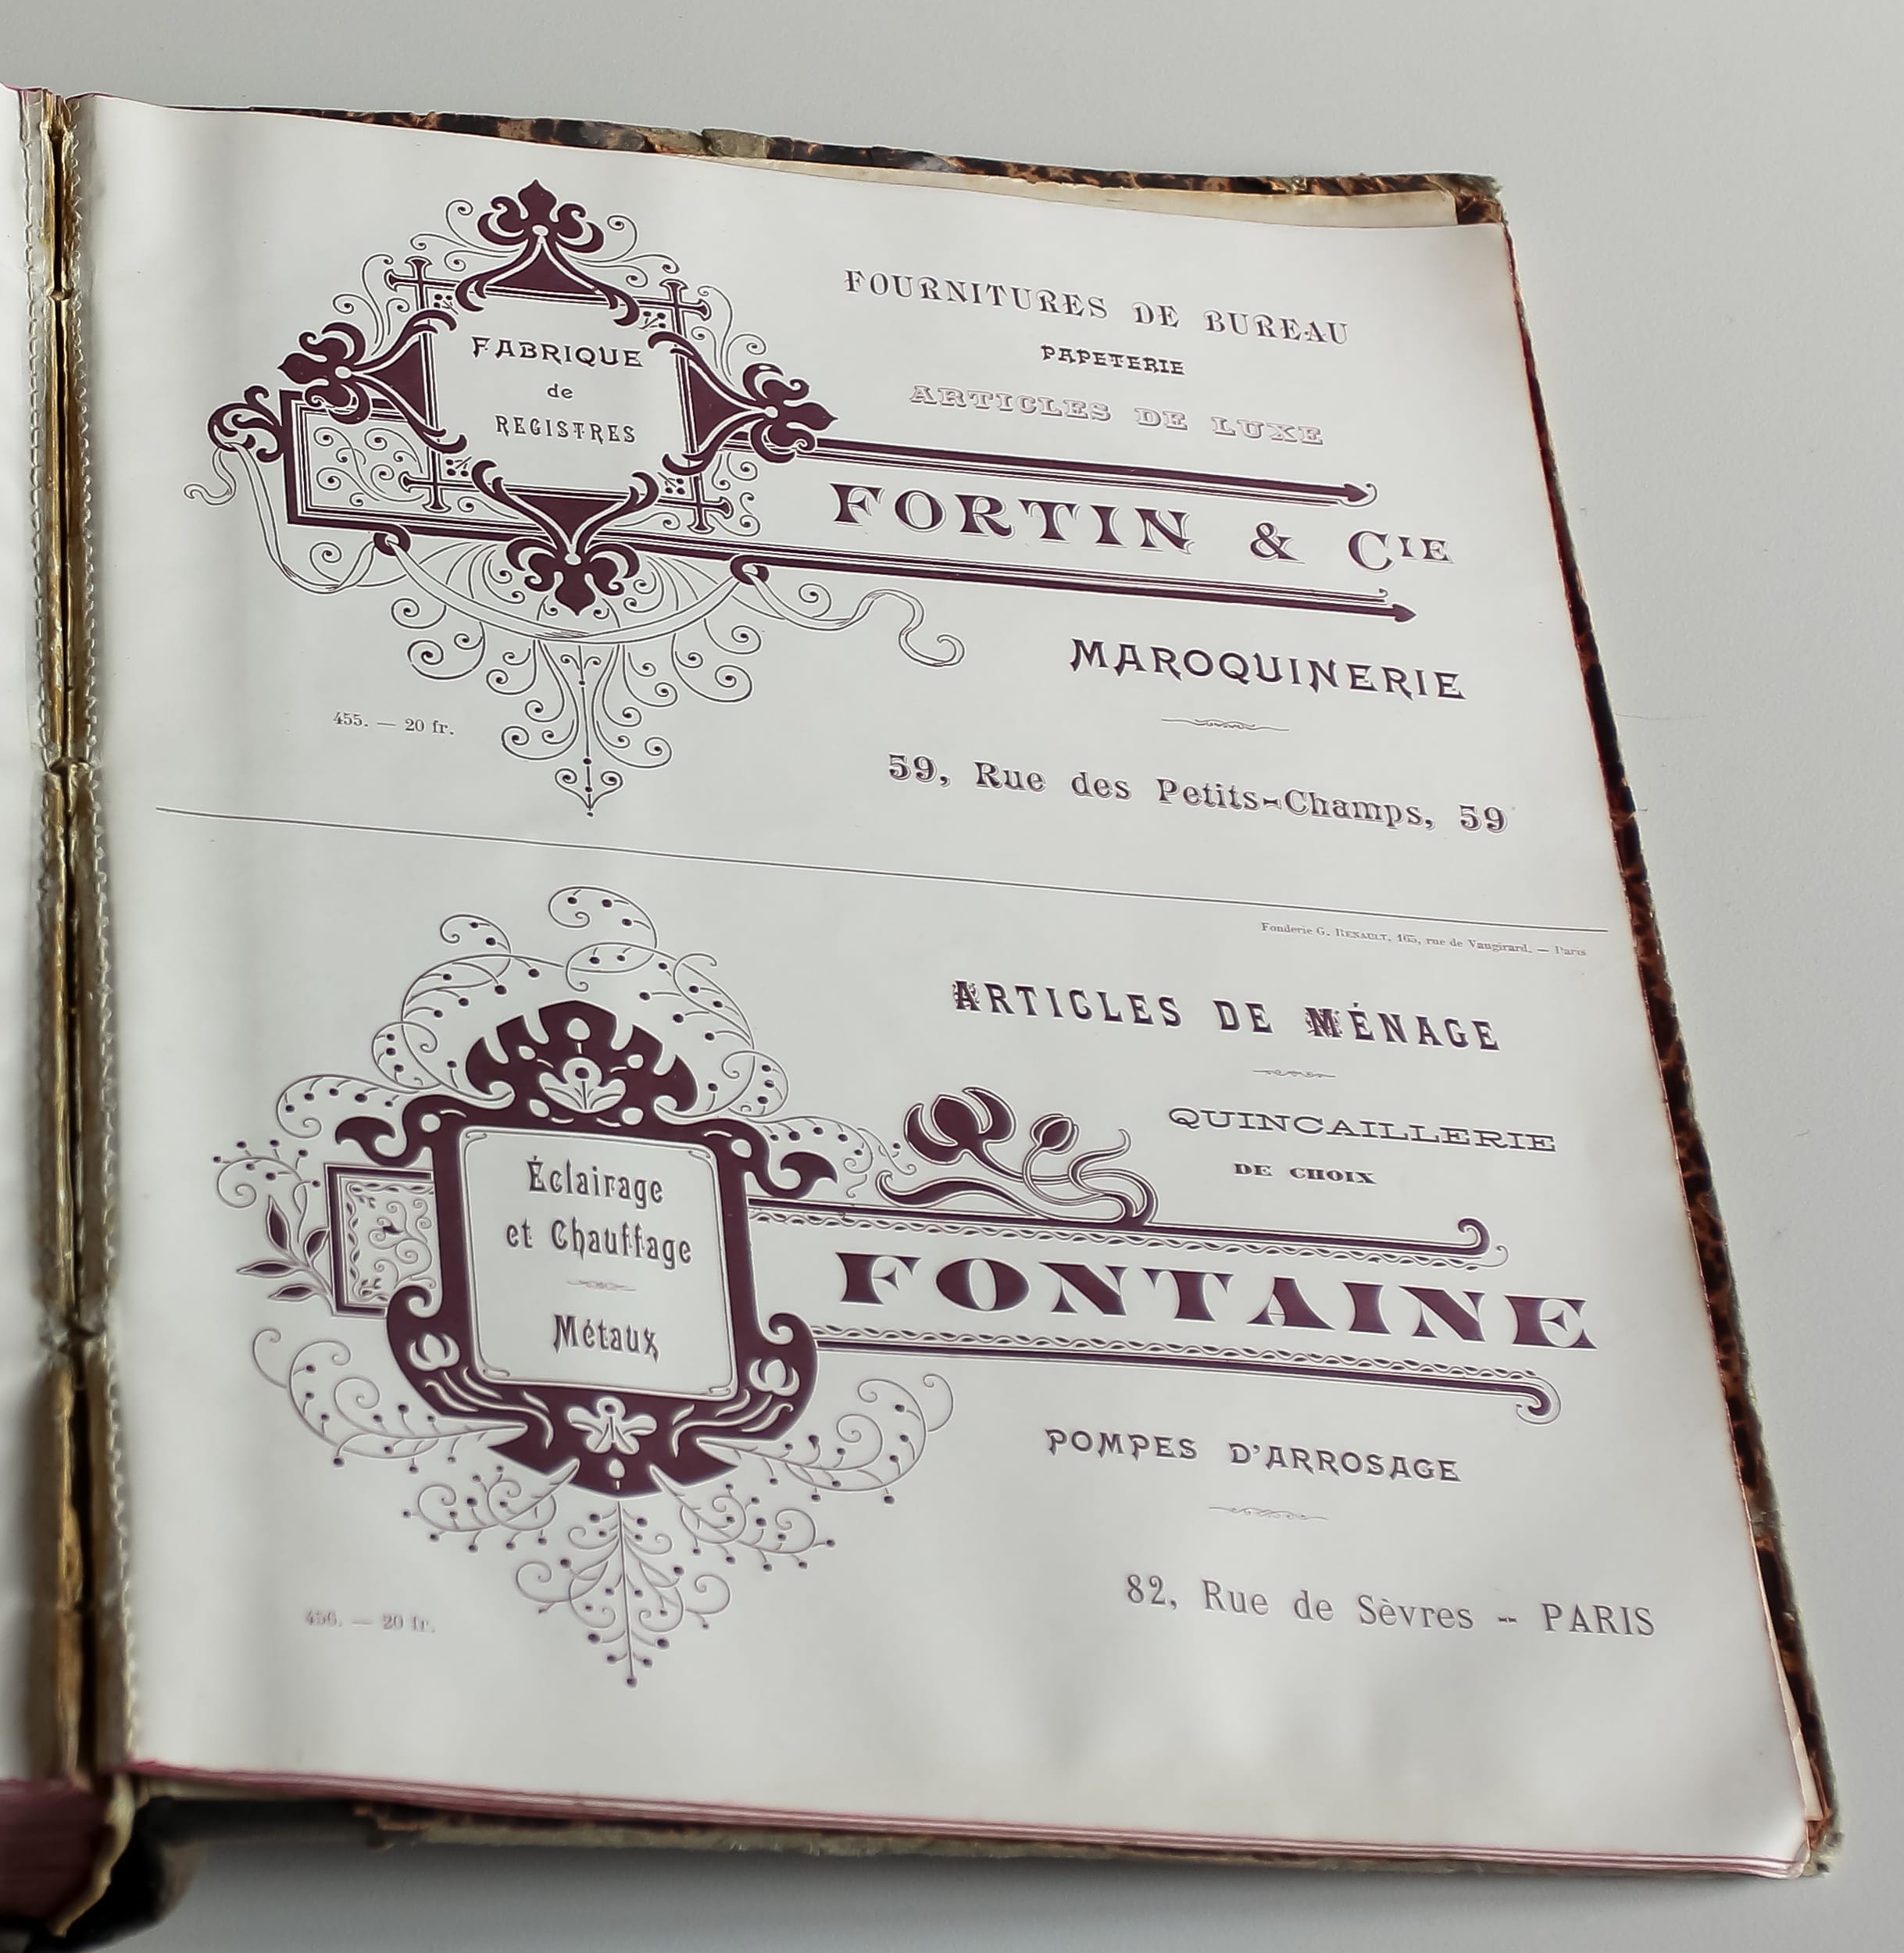 FOURNITURES DE BUREAU
PAPETERIE
ARTICLES DE LUXE
FABRIQUE
de
REGISTRES
FORTIN & CIE
MAROQUINERIE
455. — 20 fr.
59, Rue des Petits-Champs, 59
Fonderie G. RENAULT, 165, rue de Vaugirard. — Paris
ARTICLES DE MÉNAGE
QUINCAILLERIE
DE CHOIX
Éclairage
et Chauffage
Métaux
FONTAINE
POMPES D'ARROSAGE
82, Rue de Sèvres -- PARIS
456. — 20 fr.